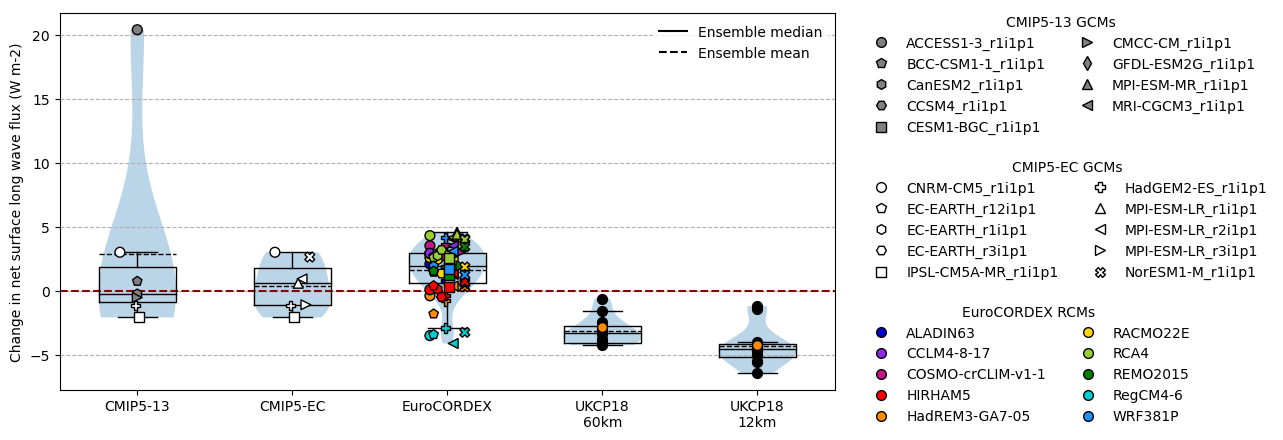 Change in net surface long wave flux (W m-2)
20
15
10
5
0
−5
Ensemble median
Ensemble mean
CMIP5-13
CMIP5-EC
EuroCORDEX
UKCP18
60km
UKCP18
12km
CMIP5-13 GCMs
ACCESS1-3_r1i1p1
BCC-CSM1-1_r1i1p1
CanESM2_r1i1p1
CCSM4_r1i1p1
CESM1-BGC_r1i1p1
CMCC-CM_r1i1p1
GFDL-ESM2G_r1i1p1
MPI-ESM-MR_r1i1p1
MRI-CGCM3_r1i1p1
CMIP5-EC GCMs
CNRM-CM5_r1i1p1
EC-EARTH_r12i1p1
EC-EARTH_r1i1p1
EC-EARTH_r3i1p1
IPSL-CM5A-MR_r1i1p1
HadGEM2-ES_r1i1p1
MPI-ESM-LR_r1i1p1
MPI-ESM-LR_r2i1p1
MPI-ESM-LR_r3i1p1
NorESM1-M_r1i1p1
EuroCORDEX RCMs
ALADIN63
CCLM4-8-17
COSMO-crCLIM-v1-1
HIRHAM5
HadREM3-GA7-05
RACMO22E
RCA4
REMO2015
RegCM4-6
WRF381P